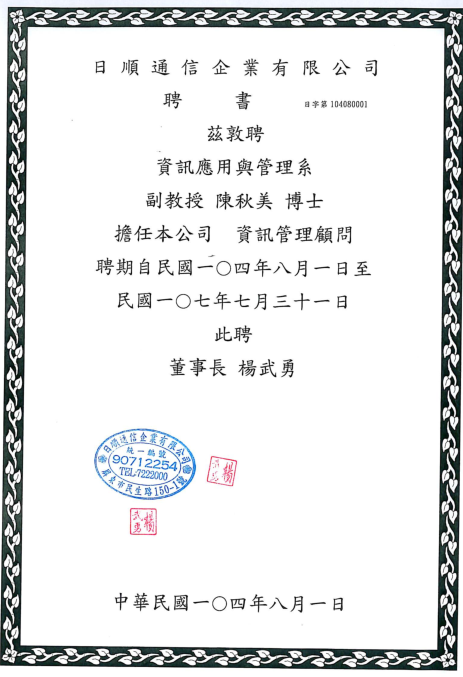 日順通信企業有限公司
聘書
日字第 104080001
茲敦聘
資訊應用與管理系
副教授 陳秋美 博士
擔任本公司 資訊管理顧問
聘期自民國一〇四年八月一日至
民國一〇七年七月三十一日
此聘
董事長 楊武勇
日順通信企業有限公司
統一編號
90712254
TEL:7222000
屏東市民生路150-1號
楊武勇
楊武勇
中華民國一〇四年八月一日